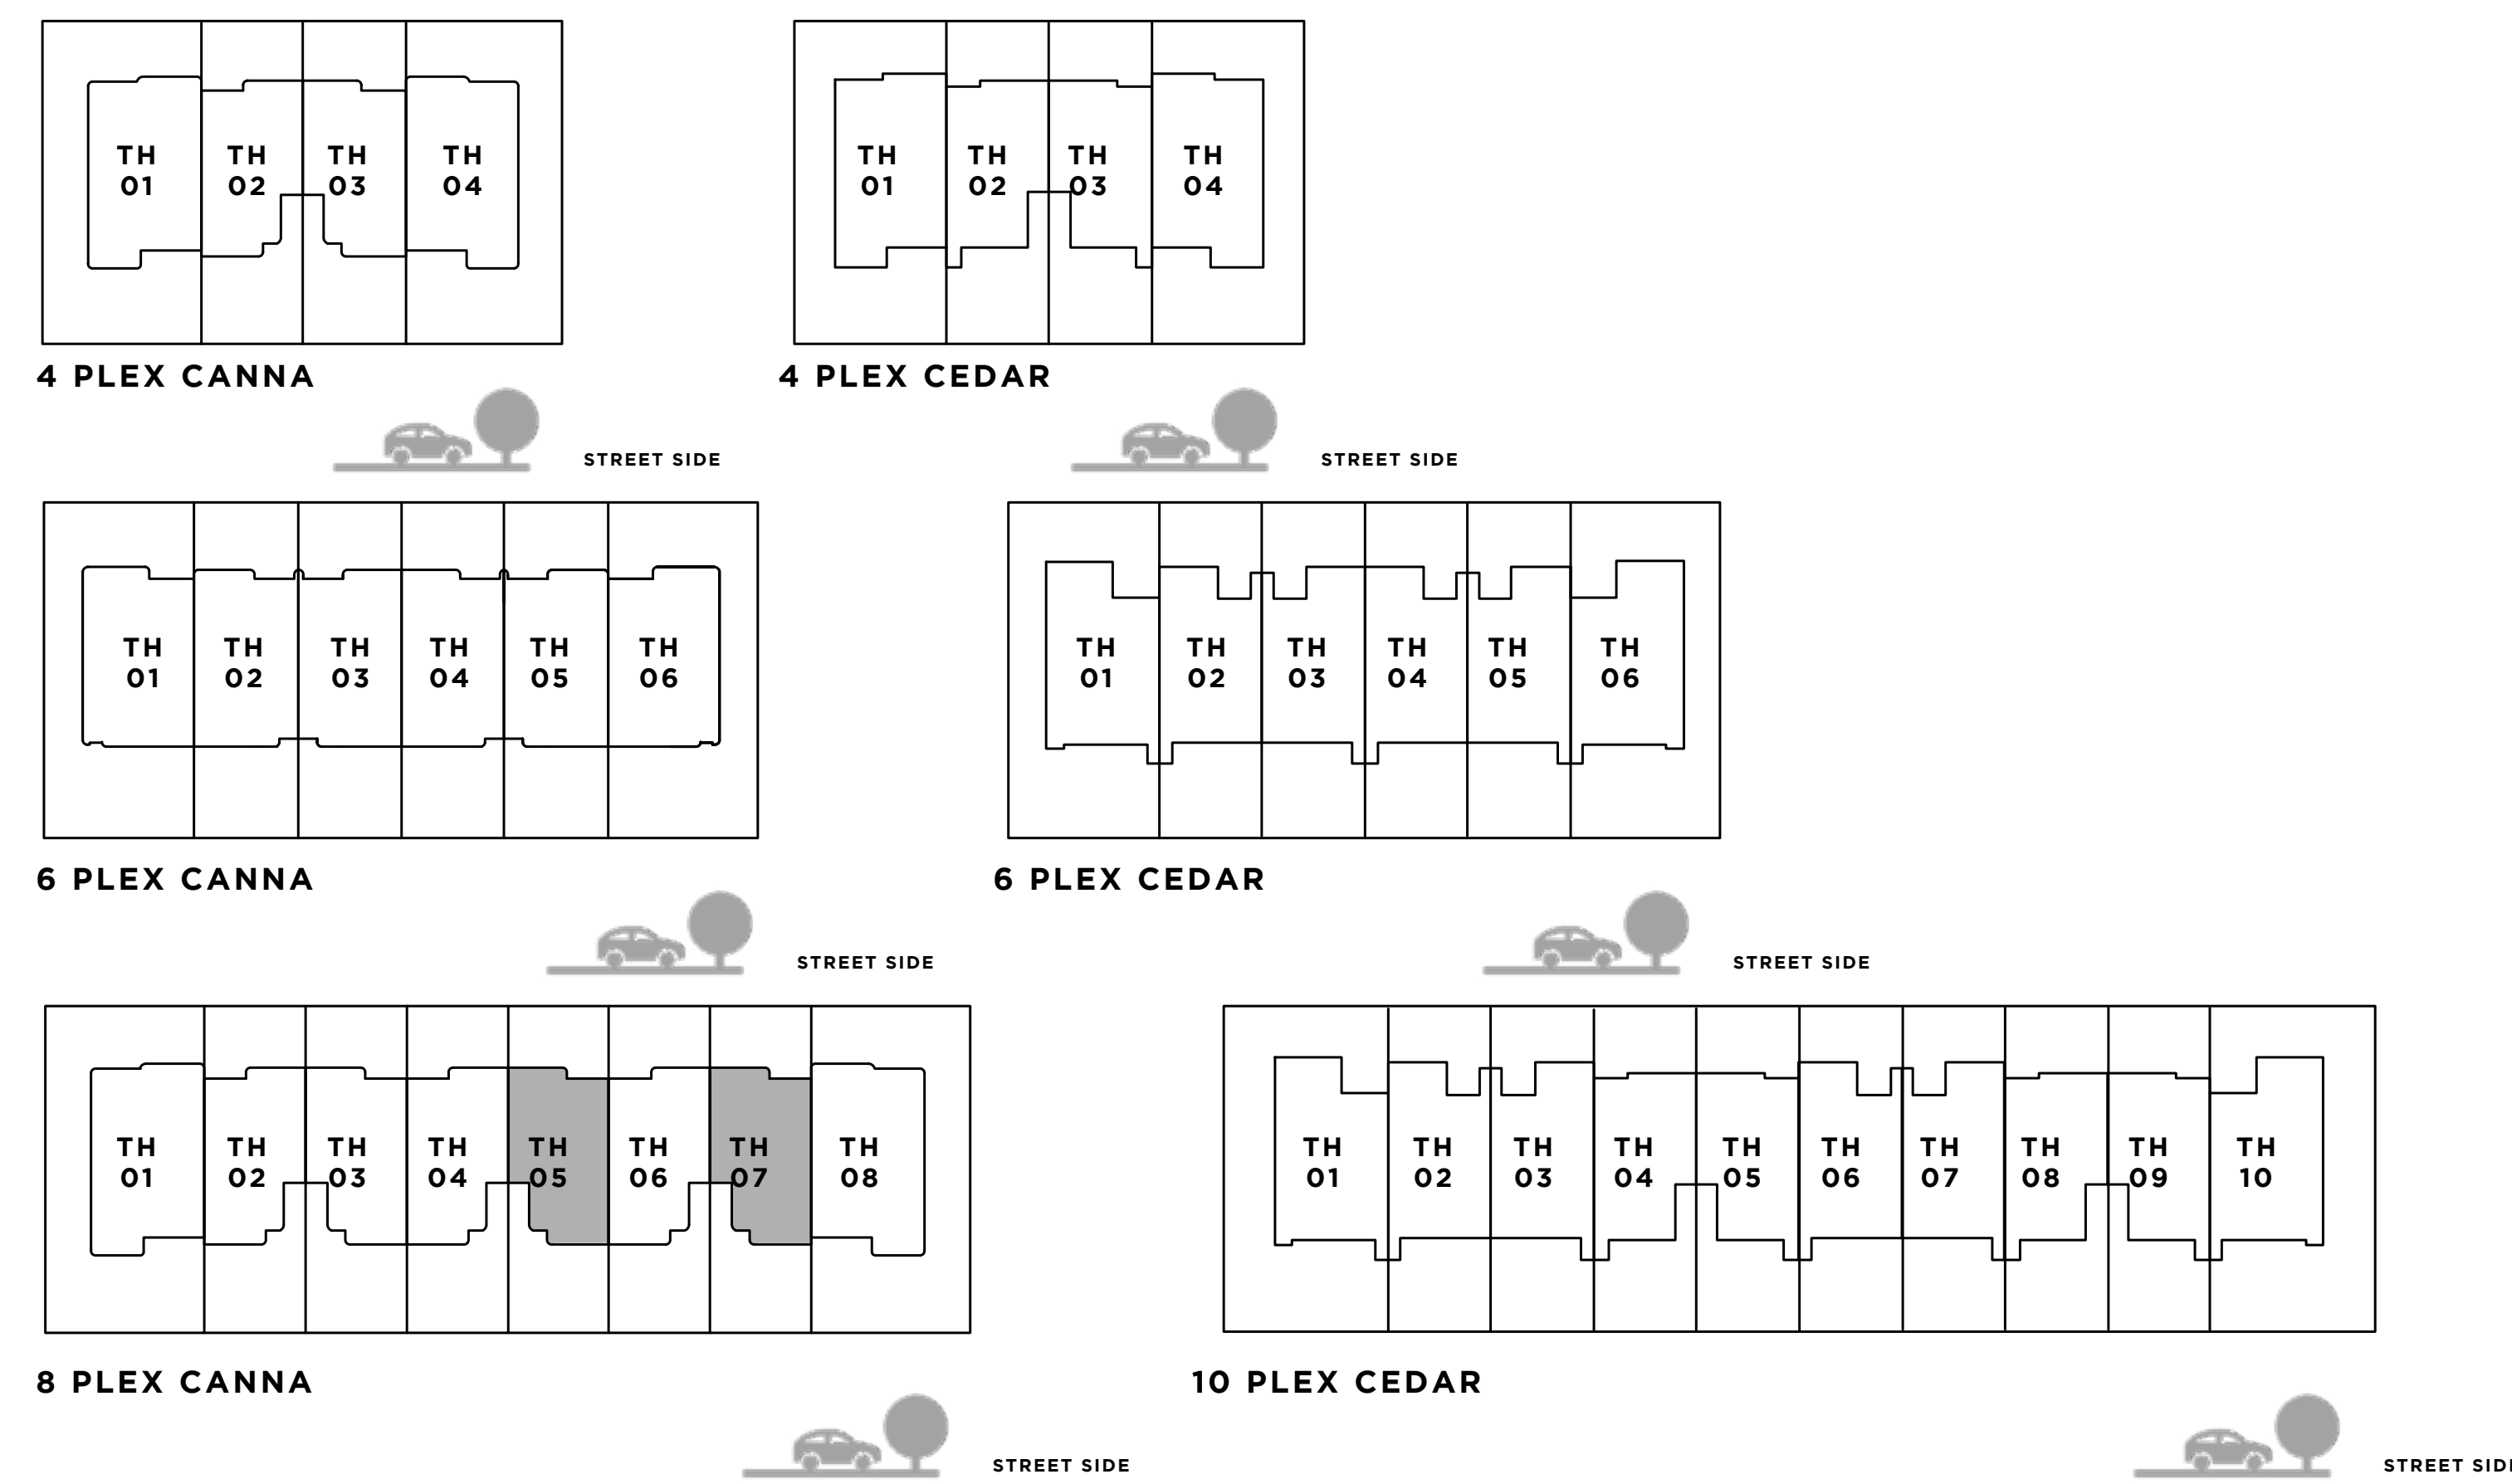 TH TH TH TH
01 02 03 04
4 PLEX CANNA
STREET SIDE
TH TH TH TH
01 02 03 04
4 PLEX CEDAR
STREET SIDE
TH TH TH TH TH TH
01 02 03 04 05 06
6 PLEX CANNA
STREET SIDE
TH TH TH TH TH TH
01 02 03 04 05 06
6 PLEX CEDAR
STREET SIDE
TH TH TH TH TH TH TH TH
01 02 03 04 05 06 07 08
8 PLEX CANNA
STREET SIDE
TH TH TH TH TH TH TH TH TH TH
01 02 03 04 05 06 07 08 09 10
10 PLEX CEDAR
STREET SID